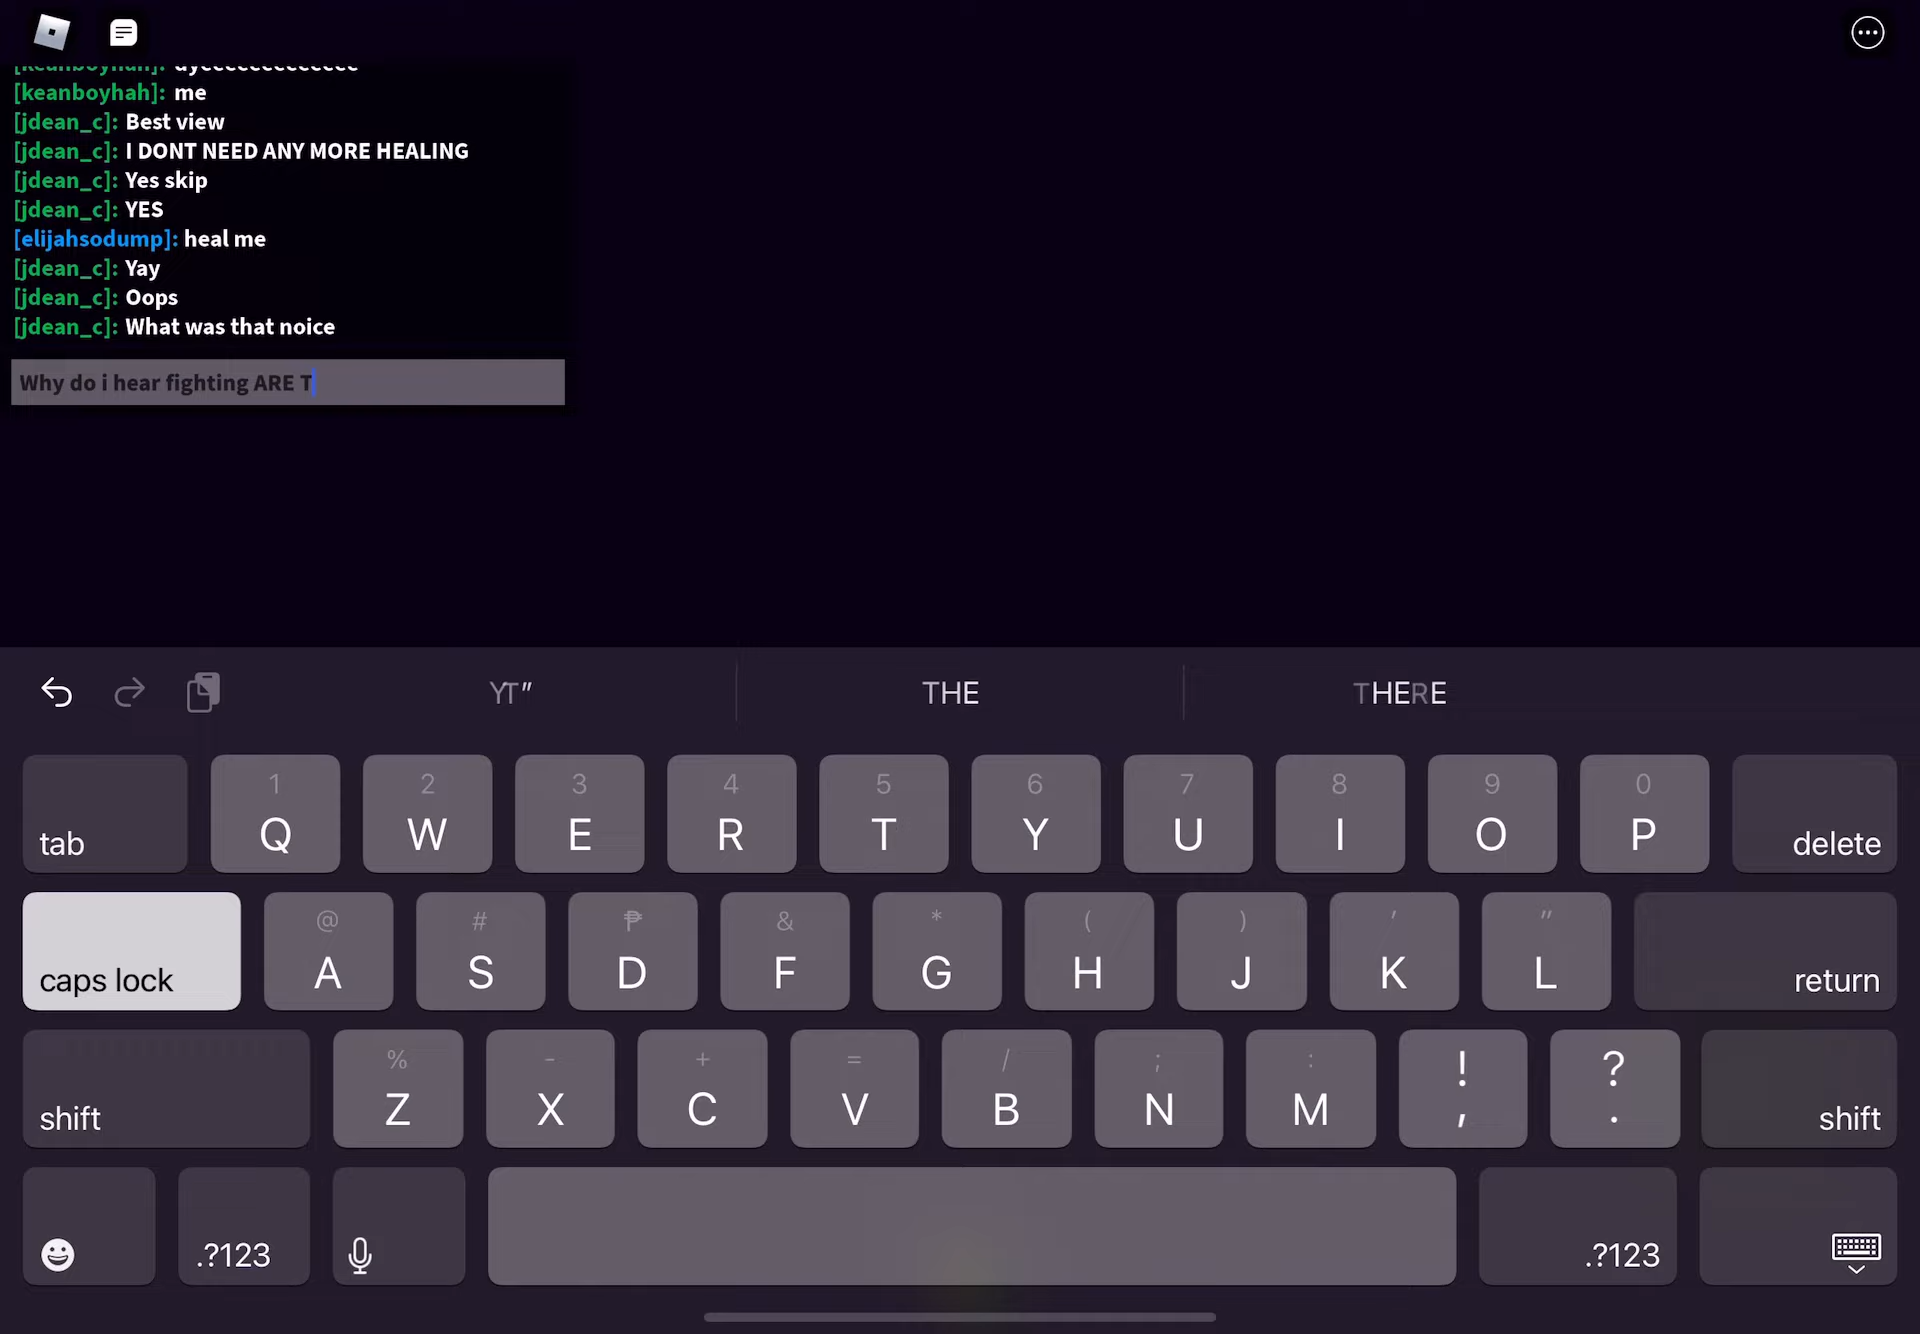 [keanboyhah]: me
[jdean_c]: Best view
[jdean_c]: I DONT NEED ANY MORE HEALING
[jdean_c]: Yes skip
[jdean_c]: YES
[elijahsodump]: heal me
[jdean_c]: Yay
[jdean_c]: Oops
[jdean_c]: What was that noice
Why do i hear fighting ARE T
YT" THE THERE
1 2 3 4 5 6 7 8 9 0
tab Q W E R T Y U I O P delete
@ # ₱ & * ( ) ' "
caps lock A S D F G H J K L return
% - + = / ; : ! ?
shift Z X C V B N M , . shift
.?123 .?123